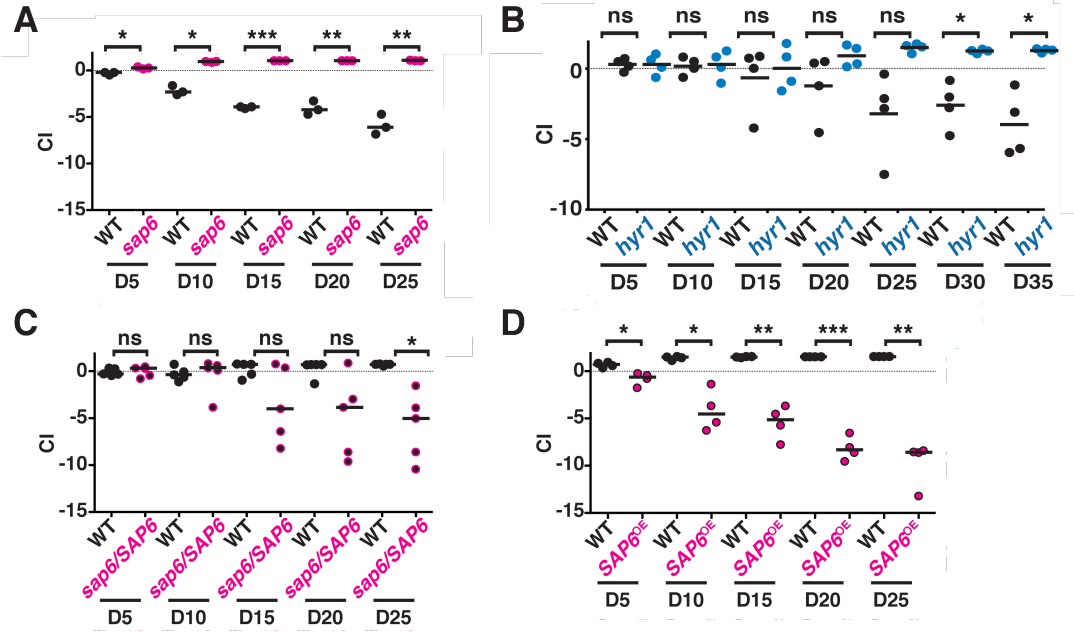 A
* * *** ** **
CI
0
-5
-10
-15
WT sap6 WT sap6 WT sap6 WT sap6 WT sap6
D5 D10 D15 D20 D25
B
ns ns ns ns ns * *
CI
0
-5
-10
WT hyr1 WT hyr1 WT hyr1 WT hyr1 WT hyr1 WT hyr1 WT hyr1
D5 D10 D15 D20 D25 D30 D35
C
ns ns ns ns *
CI
0
-5
-10
-15
WT sap6/SAP6 WT sap6/SAP6 WT sap6/SAP6 WT sap6/SAP6 WT sap6/SAP6
D5 D10 D15 D20 D25
D
* * ** *** **
CI
0
-5
-10
-15
WT SAP6OE WT SAP6OE WT SAP6OE WT SAP6OE WT SAP6OE
D5 D10 D15 D20 D25